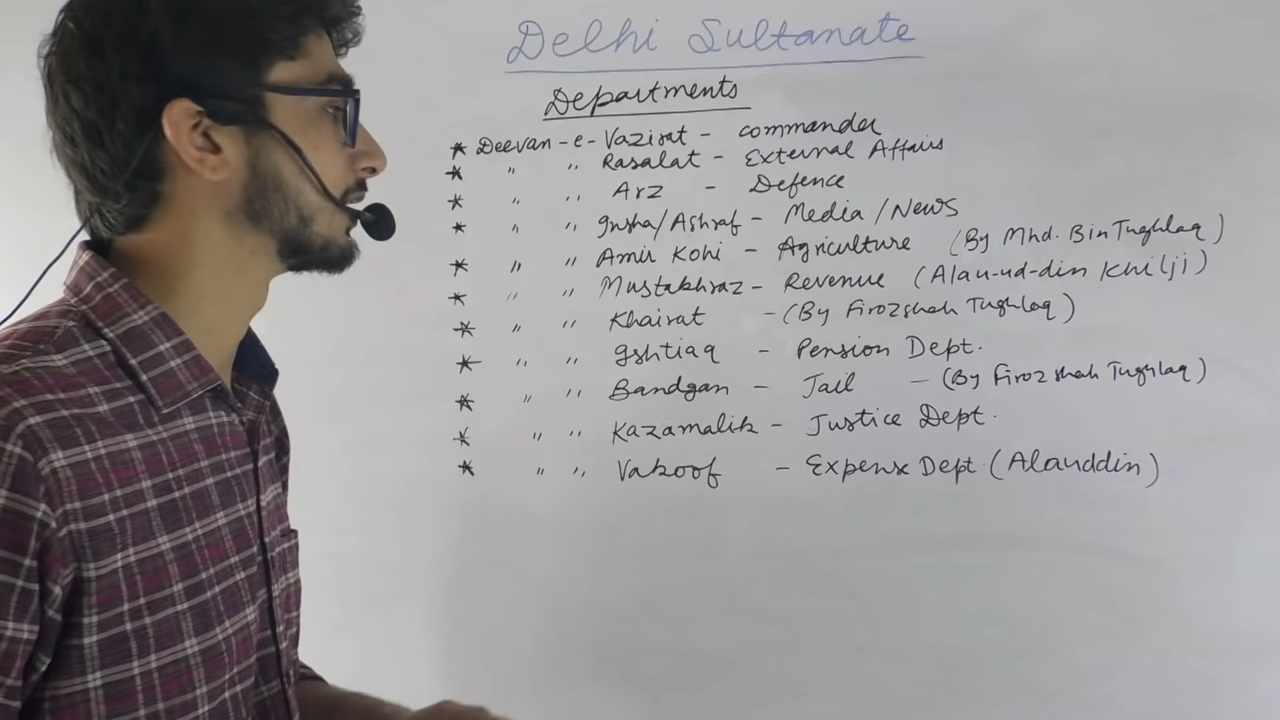 Delhi Sultanate
Departments
* Deevan - e - Vazirat - commander
* " " Rasalat - External Affairs
* " " Arz - Defence
* " " Insha/Ashraf - Media/News
* " " Amir Kohi - Agriculture (By Mhd. Bin Tughlaq)
* " " Mustakhraz - Revenue (Alau-ud-din Khilji)
* " " Khairat - (By Firozshah Tughlaq)
* " " Ishtiaq - Pension Dept.
* " " Bandgan - Jail - (By Firoz shah Tughlaq)
* " " Kazamalik - Justice Dept.
* " " Vakoof - Expense Dept. (Alauddin)